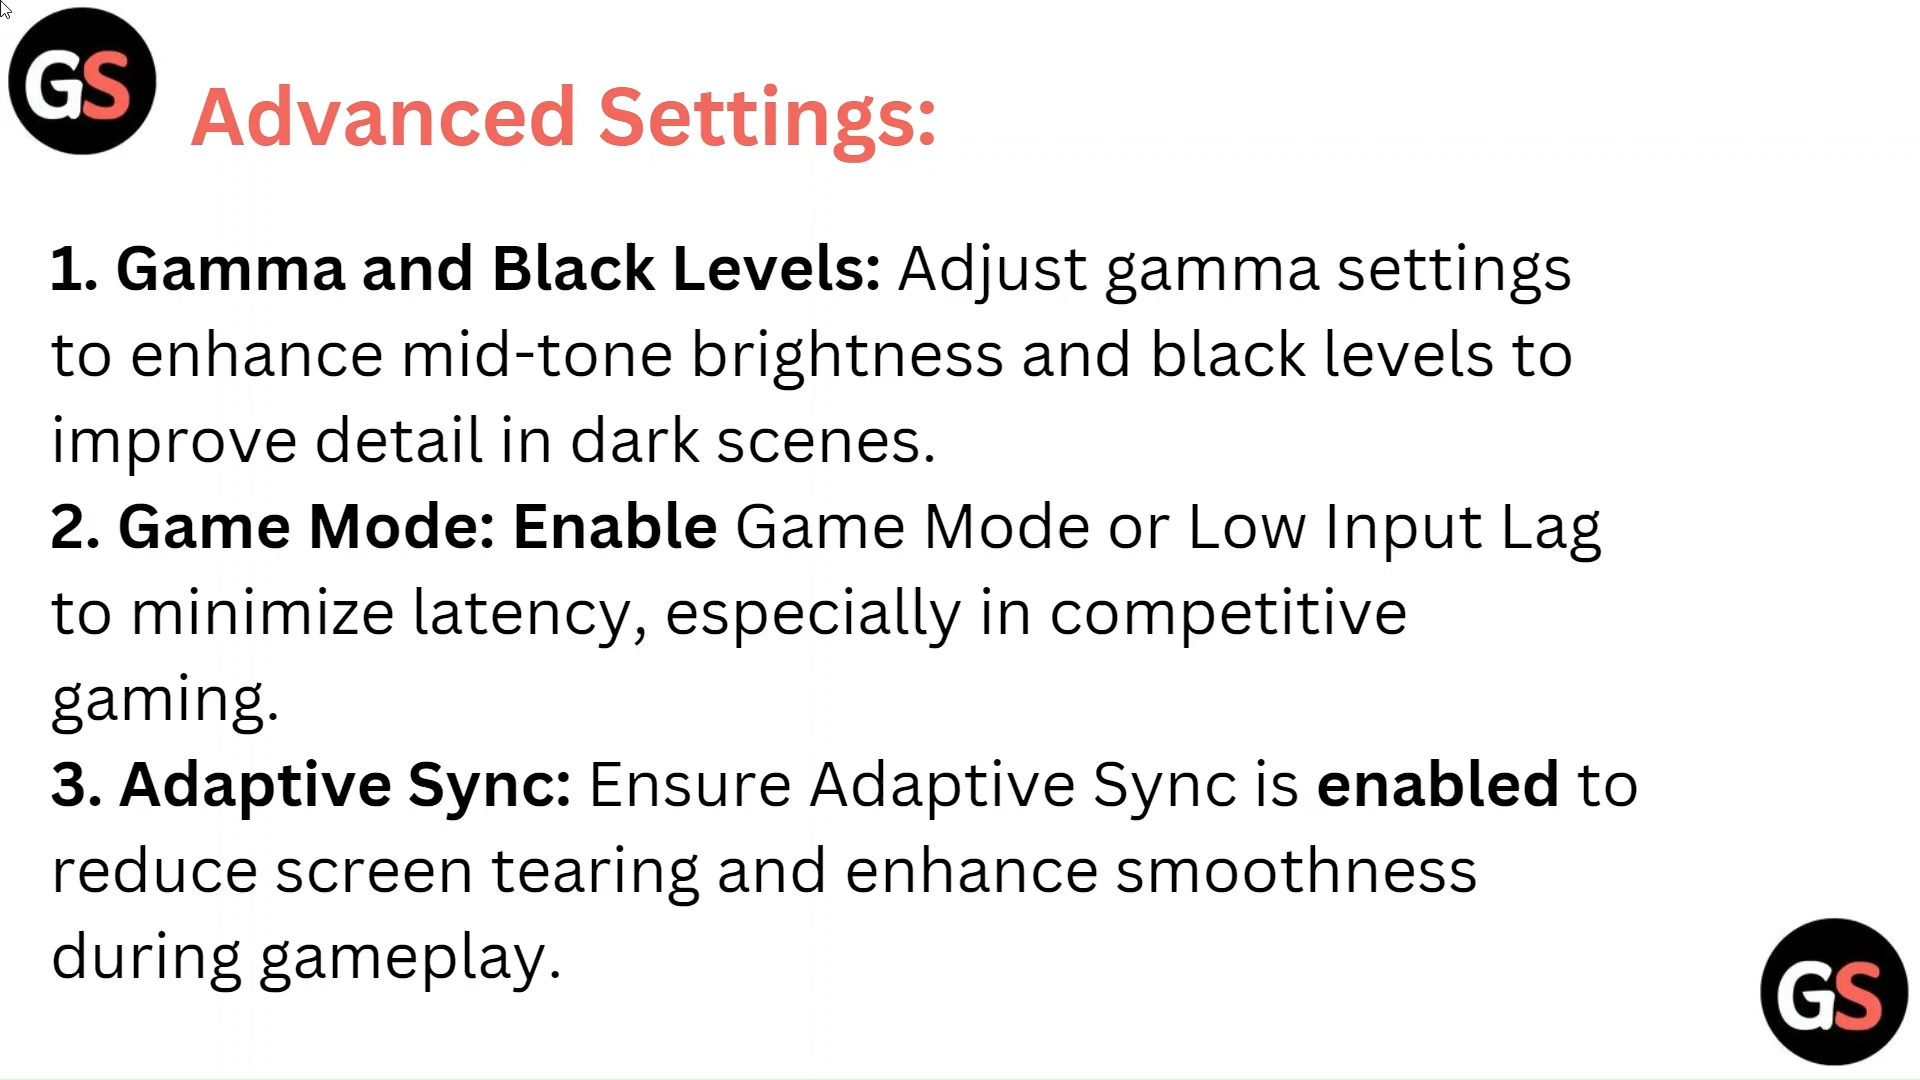 GS
Advanced Settings:
1. Gamma and Black Levels: Adjust gamma settings
to enhance mid-tone brightness and black levels to
improve detail in dark scenes.
2. Game Mode: Enable Game Mode or Low Input Lag
to minimize latency, especially in competitive
gaming.
3. Adaptive Sync: Ensure Adaptive Sync is enabled to
reduce screen tearing and enhance smoothness
during gameplay.
GS